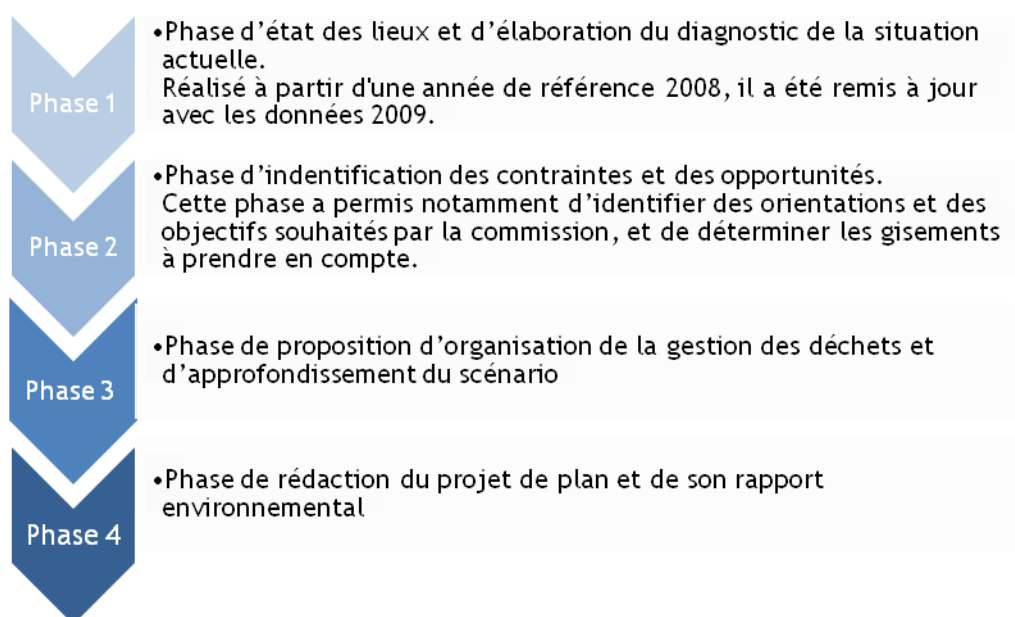 Phase 1
•Phase d’état des lieux et d’élaboration du diagnostic de la situation
actuelle.
Réalisé à partir d'une année de référence 2008, il a été remis à jour
avec les données 2009.
Phase 2
•Phase d’indentification des contraintes et des opportunités.
Cette phase a permis notamment d’identifier des orientations et des
objectifs souhaités par la commission, et de déterminer les gisements
à prendre en compte.
Phase 3
•Phase de proposition d’organisation de la gestion des déchets et
d’approfondissement du scénario
Phase 4
•Phase de rédaction du projet de plan et de son rapport
environnemental